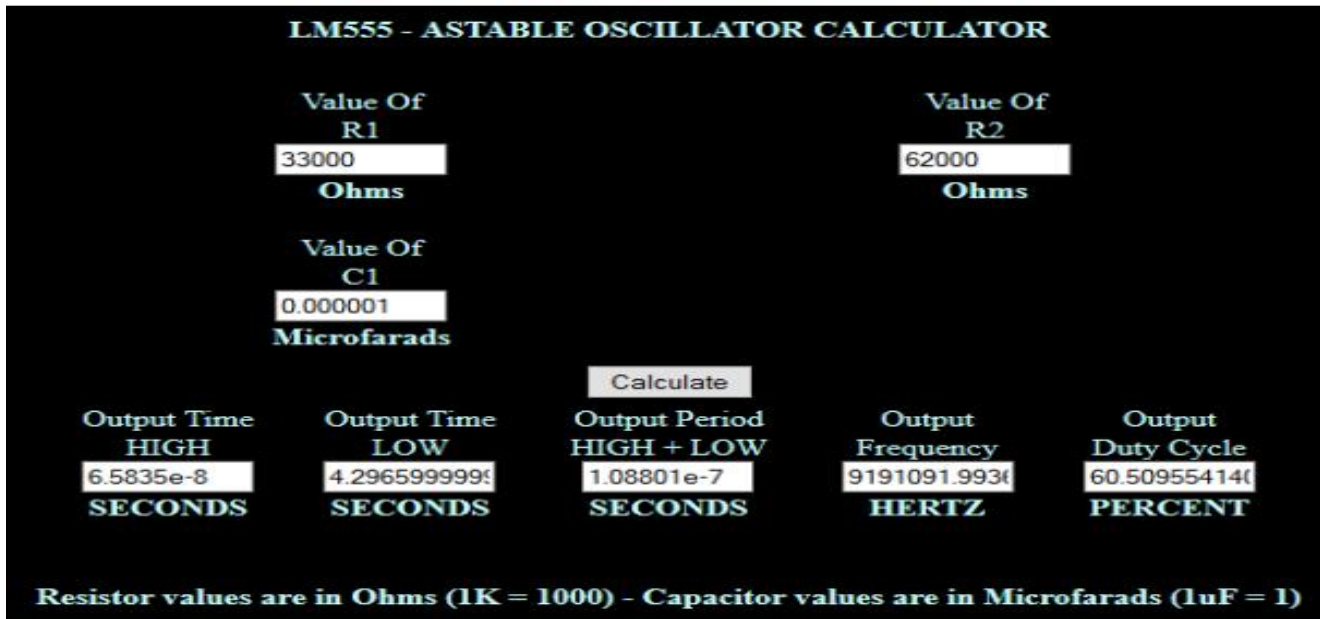 LM555 - ASTABLE OSCILLATOR CALCULATOR
Value Of
R1
33000
Ohms
Value Of
R2
62000
Ohms
Value Of
C1
0.000001
Microfarads
Calculate
Output Time
HIGH
6.5835e-8
SECONDS
Output Time
LOW
4.296599999
SECONDS
Output Period
HIGH + LOW
1.08801e-7
SECONDS
Output
Frequency
9191091.9936
HERTZ
Output
Duty Cycle
60.509554140
PERCENT
Resistor values are in Ohms (1K = 1000) - Capacitor values are in Microfarads (1uF = 1)